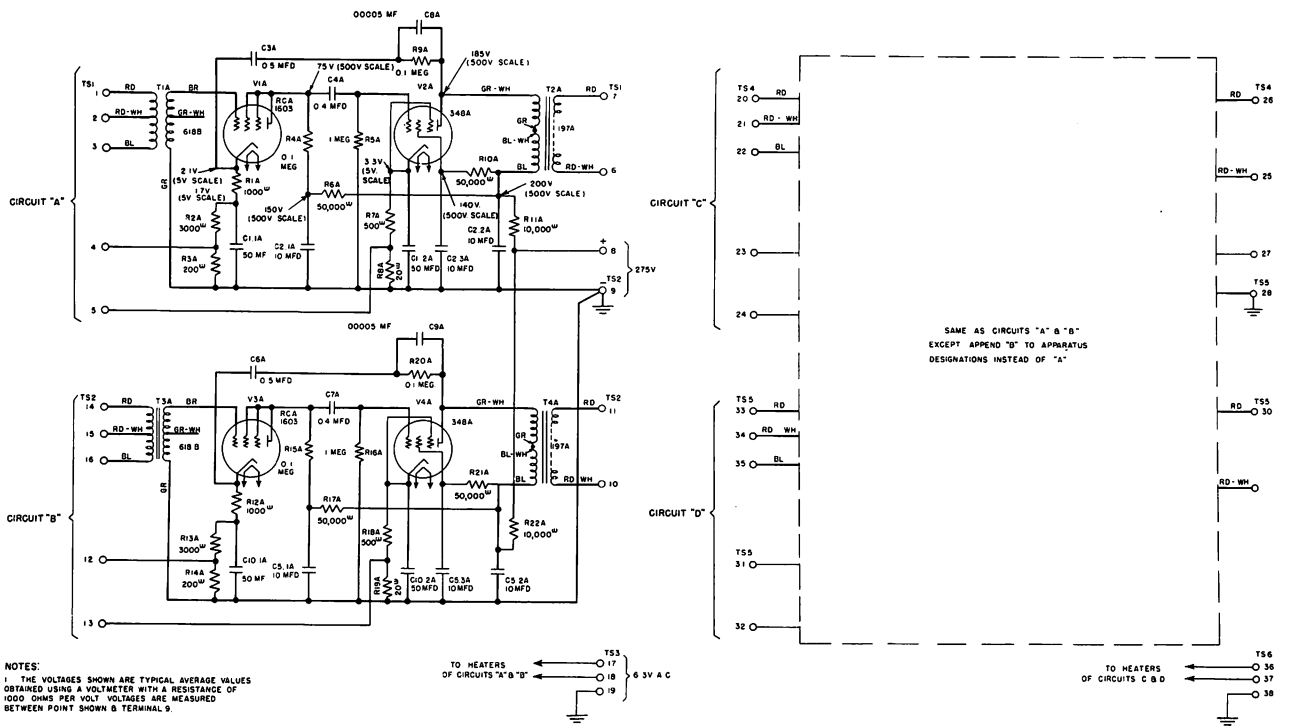 00005 MF
C8A
C3A
0 5 MFD
R9A
0.1 MEG
75 V (500V SCALE)
185V
(500V SCALE)
C4A
0 4 MFD
V1A
RCA
1603
V2A
348A
TS1
1
RD
2
RD-WH
3
BL
T1A
BR
GR-WH
618B
GR
R4A
0 1
MEG
1 MEG
R5A
GR-WH
T2A
GR
BL-WH
BL
197A
RD
TS1
7
RD-WH
6
2 1V
(5V SCALE)
1.7V
(5V SCALE)
R1A
1000ω
3.3V
(5V.
SCALE)
R10A
50,000ω
CIRCUIT "A"
R2A
3000ω
150V
(500V SCALE)
R6A
50,000ω
R7A
500ω
140V.
(500V SCALE)
200V
(500V SCALE)
R11A
10,000ω
4
R3A
200ω
C1.1A
50 MF
C2.1A
10 MFD
R8A
20ω
C1.2A
50 MFD
C2.3A
10 MFD
C2.2A
10 MFD
+
8
275V
–
TS2
9
5
00005 MF
C9A
C6A
0 5 MFD
R20A
0.1 MEG
C7A
0.4 MFD
V3A
RCA
1603
V4A
348A
TS2
14
RD
15
RD-WH
16
BL
T3A
BR
GR-WH
618 B
GR
R15A
0 1
MEG
1 MEG
R16A
GR-WH
T4A
GR
BL-WH
BL
197A
RD
TS2
11
RD WH
10
R12A
1000ω
R21A
50,000ω
CIRCUIT "B"
R13A
3000ω
R17A
50,000ω
R18A
500ω
R22A
10,000ω
12
R14A
200ω
C10 1A
50 MF
C5.1A
10 MFD
R19A
20ω
C10 2A
50 MFD
C5.3A
10 MFD
C5 2A
10 MFD
13
NOTES:
1 THE VOLTAGES SHOWN ARE TYPICAL AVERAGE VALUES
OBTAINED USING A VOLTMETER WITH A RESISTANCE OF
1000 OHMS PER VOLT VOLTAGES ARE MEASURED
BETWEEN POINT SHOWN & TERMINAL 9.
TO HEATERS
OF CIRCUITS "A" & "B"
TS3
17
18
19
6 3V A C
TS4
20
RD
21
RD-WH
22
BL
CIRCUIT "C"
23
24
RD
TS4
26
RD-WH
25
27
TS5
28
SAME AS CIRCUITS "A" & "B"
EXCEPT APPEND "B" TO APPARATUS
DESIGNATIONS INSTEAD OF "A"
TS5
33
RD
34
RD WH
35
BL
CIRCUIT "D"
TS5
31
32
RD
TS5
30
RD-WH
TO HEATERS
OF CIRCUITS C & D
TS6
36
37
38